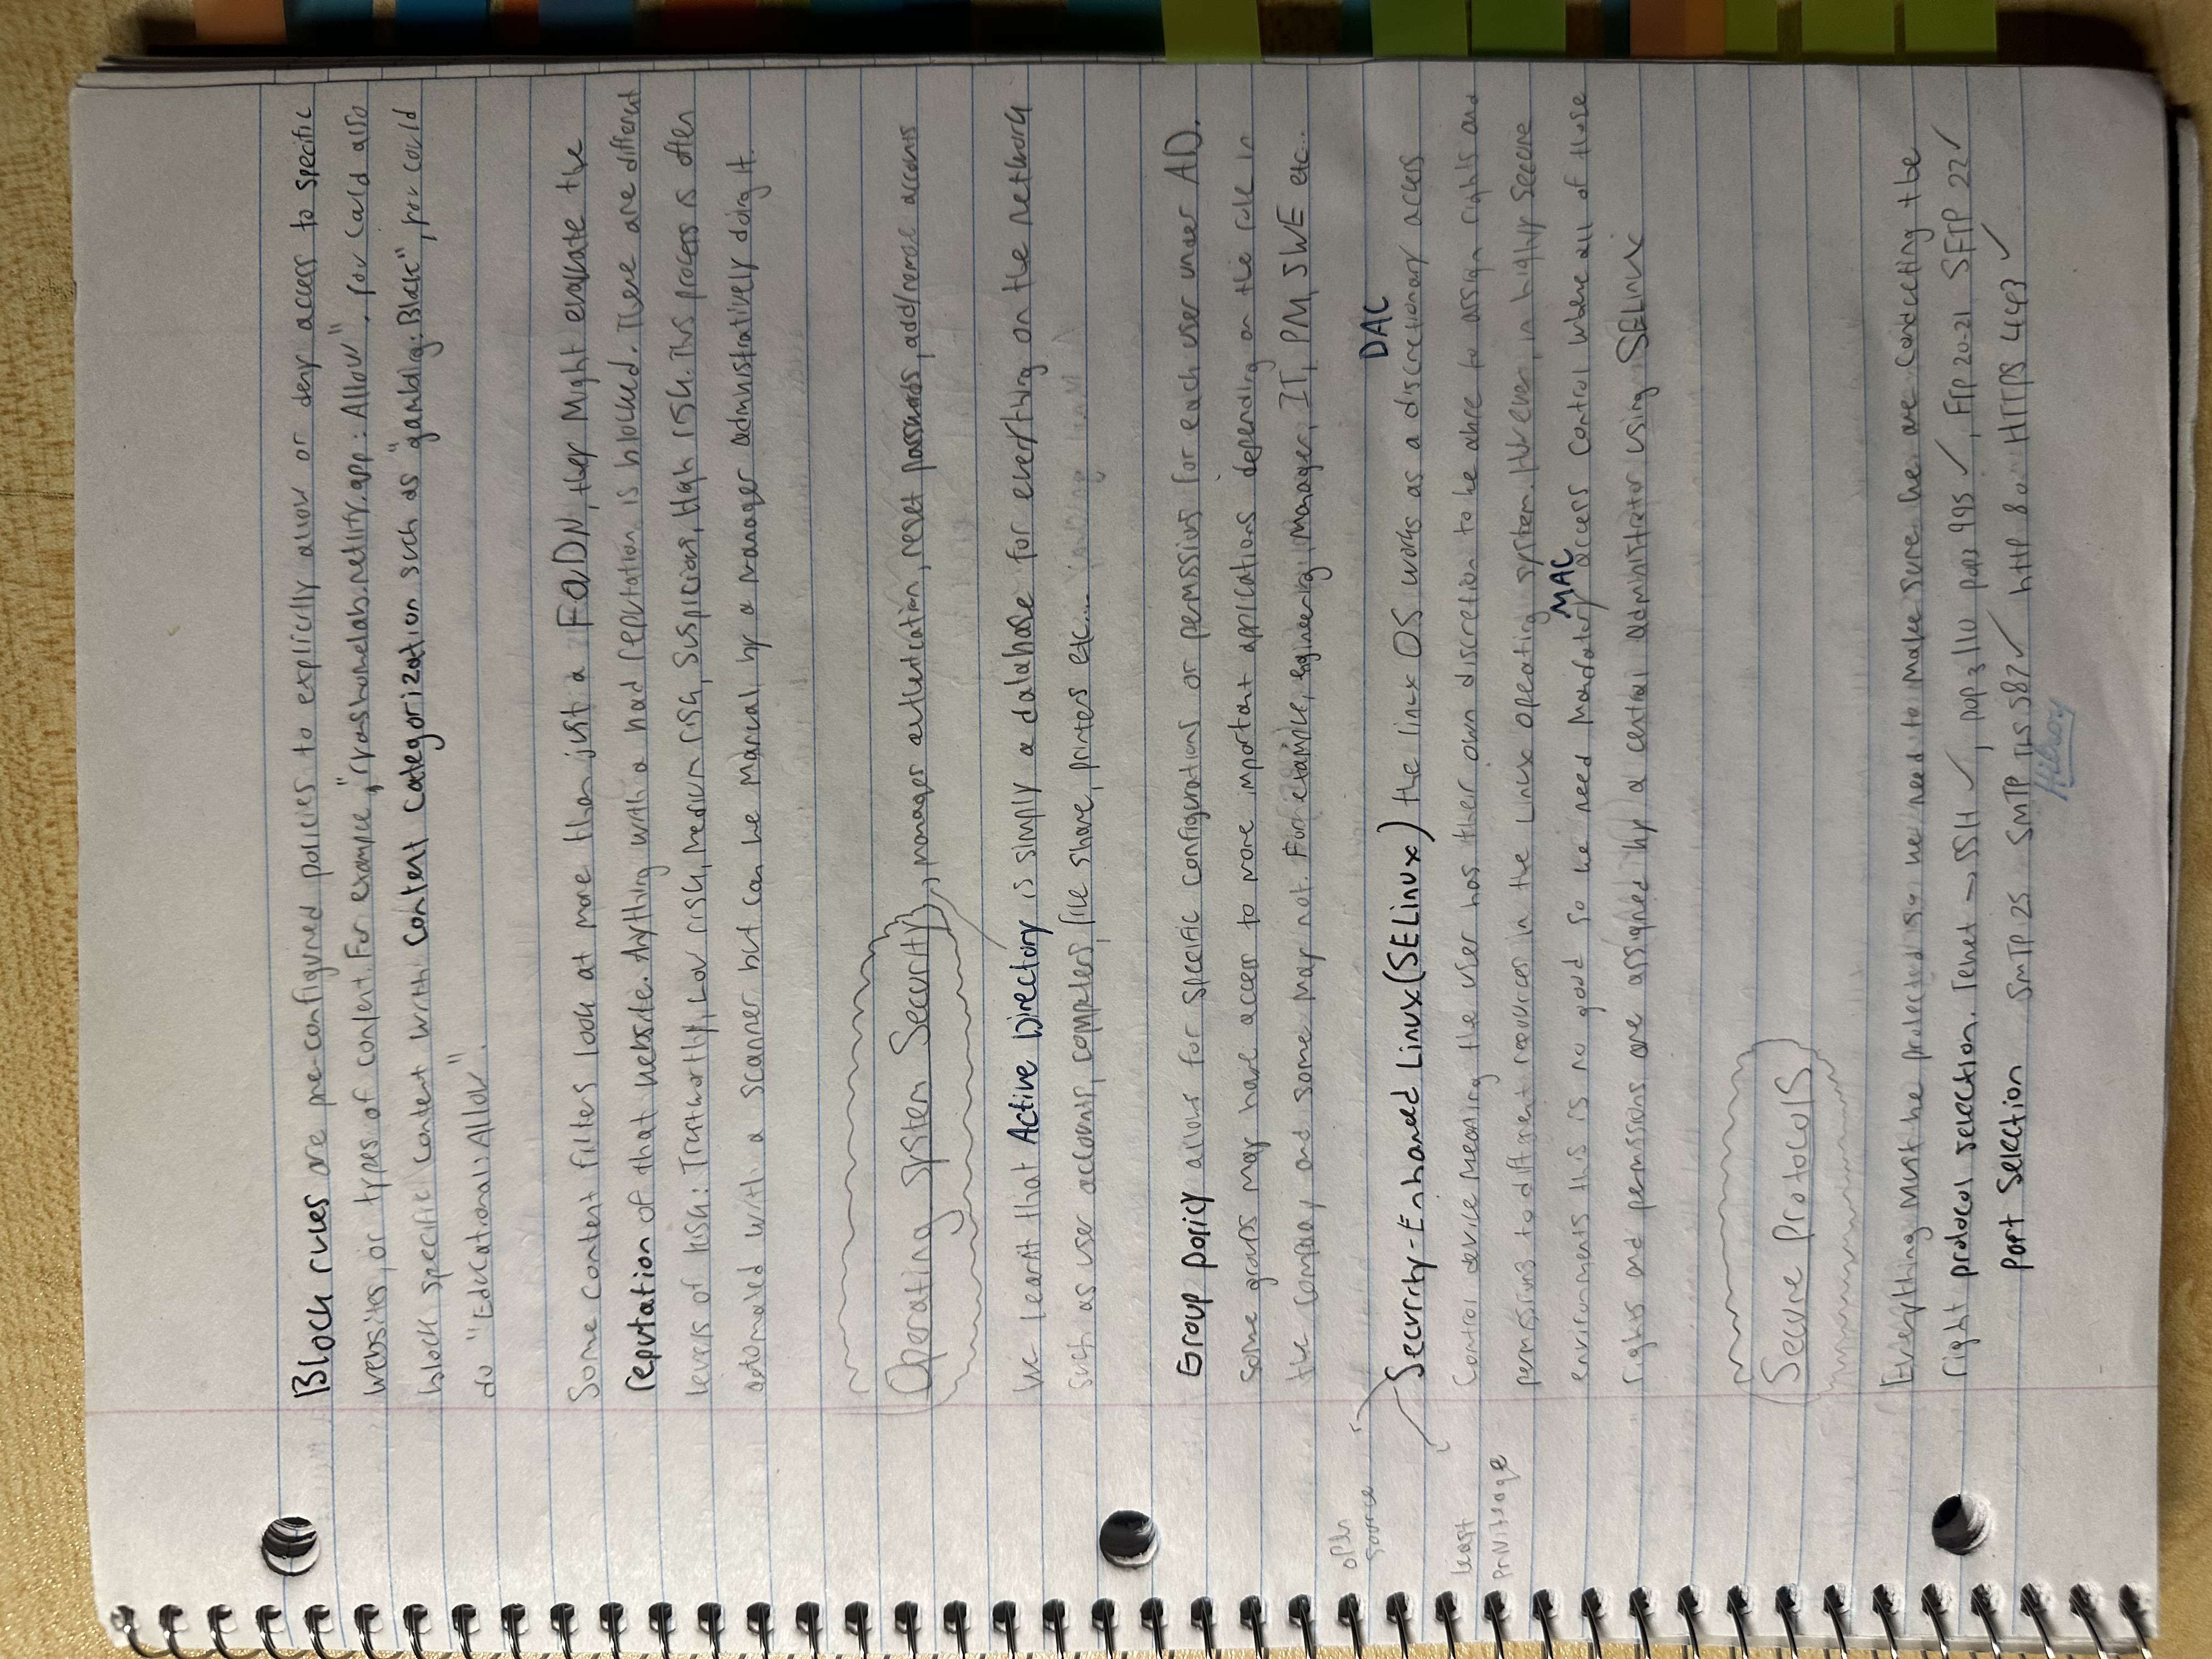 Block rules are pre-configured policies to explicitly allow or deny access to specific
websites, or types of content. For example, "ryanshomelab.netlify.app: Allow". you could also
block specific content with content categorization such as "gambling: Block", you could
do "Educational: Allow".
Some content filters look at more than just a FQDN, they might evaluate the
reputation of that website. Anything with a bad reputation is blocked. There are different
levels of risk: Trustworthy, Low risk, Medium risk, Suspicious, High risk. This process is often
automated with a scanner but can be manual by a manager administratively doing it.
Operating System Security, manager authentication, reset passwords, add/remove accounts
We learnt that Active Directory is simply a database for everything on the network
such as user accounts, computers, file share, printers etc....
Group policy allows for specific configurations or permissions for each user under AD.
some groups may have access to more important applications depending on the role in
the company and some may not. For example, engineering, Manager, IT, PM, SWE etc...
open
source
DAC
Security-Enhanced Linux (SELinux) the linux OS works as a discretionary access
least
privileage
control device meaning the user has their own discretion to be able to assign rights and
permissions to different resources in the Linux operating system. However, in highly secure
MAC
environments this is no good so we need Mandatory access control where all of those
rights and permissions are assigned by a central administrator using SELinux
Secure Protocols
Everything must be protected so we need to make sure we are conducting the
right protocol selection. Telnet → SSH ✓, pop3 110 pop3 995 ✓, FTP 20-21 SFTP 22 ✓
port selection SMTP 25 SMTP TLS 587 ✓ http 80 HTTPS 443 ✓
Hilroy